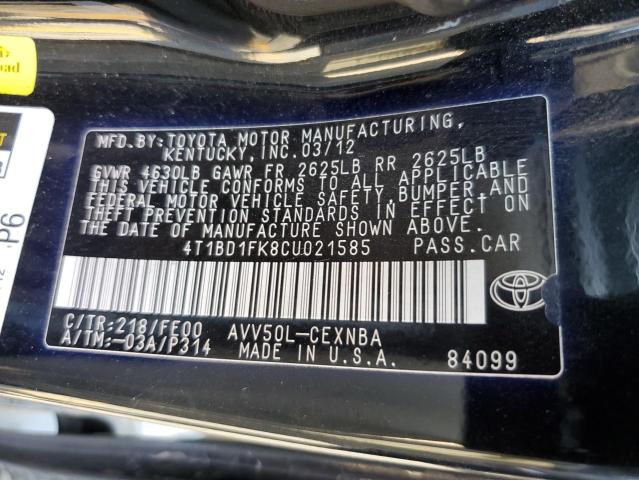 MFD.BY: TOYOTA MOTOR MANUFACTURING,
KENTUCKY, INC. 03/12
GVWR 4630LB GAWR FR 2625LB RR 2625LB
THIS VEHICLE CONFORMS TO ALL APPLICABLE
FEDERAL MOTOR VEHICLE SAFETY, BUMPER AND
THEFT PREVENTION STANDARDS IN EFFECT ON
THE DATE OF MANUFACTURE SHOWN ABOVE.
4T1BD1FK8CU021585 PASS.CAR
C/TR:218/FE00 AVV50L-CEXNBA
A/TM:-03A/P314 MADE IN U.S.A. 84099